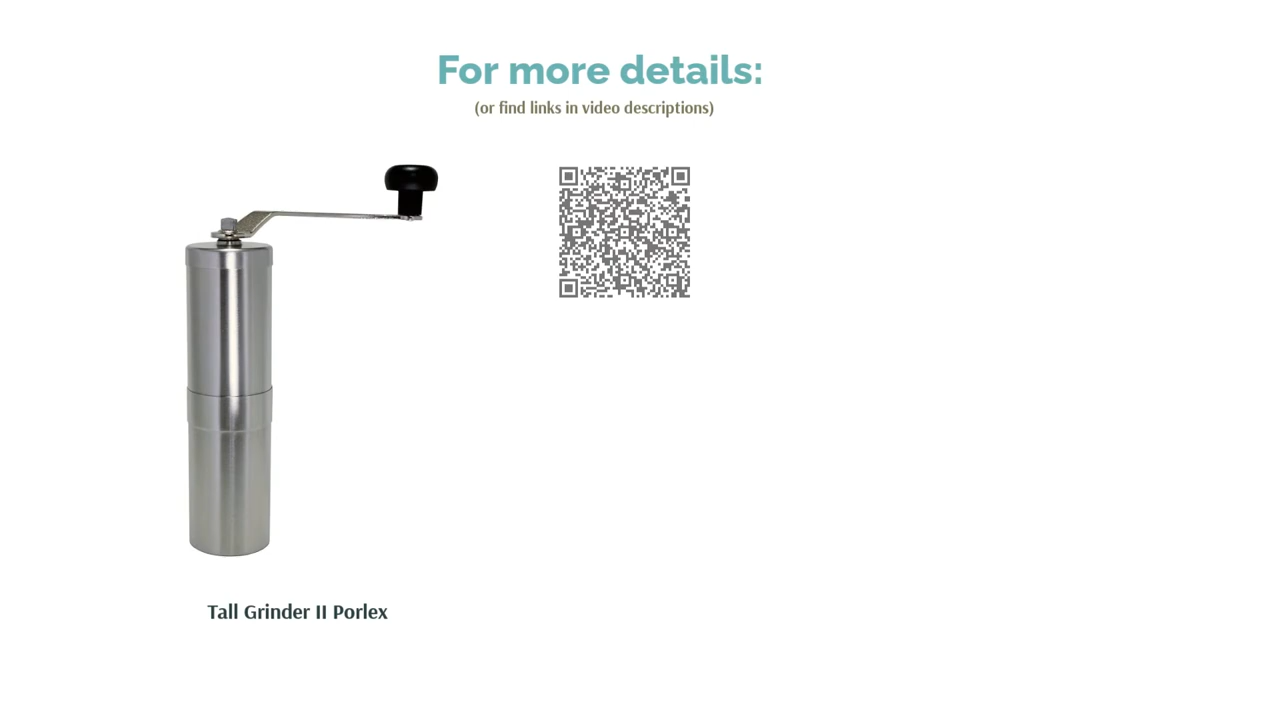 For more details:
(or find links in video descriptions)
Tall Grinder II Porlex